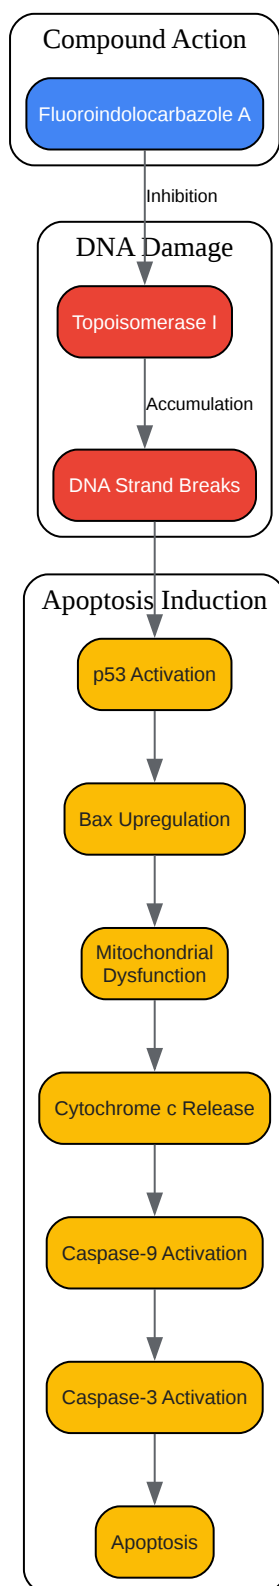 Compound Action
Fluoroindolocarbazole A
Inhibition
DNA Damage
Topoisomerase I
Accumulation
DNA Strand Breaks
Apoptosis Induction
p53 Activation
Bax Upregulation
Mitochondrial
Dysfunction
Cytochrome c Release
Caspase-9 Activation
Caspase-3 Activation
Apoptosis